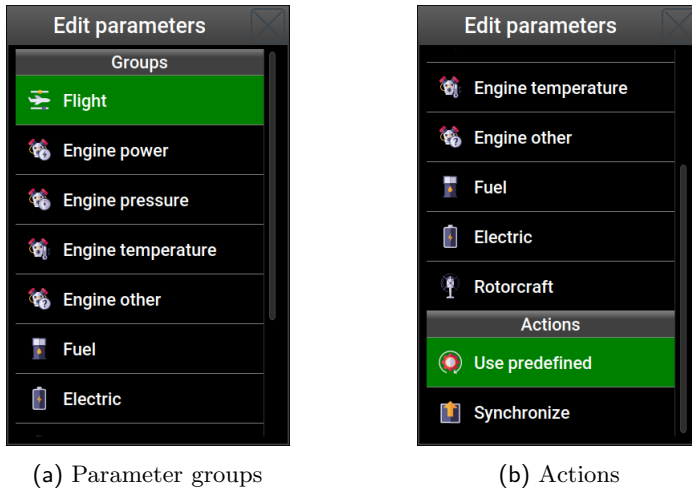 Edit parameters
Groups
Flight
Engine power
Engine pressure
Engine temperature
Engine other
Fuel
Electric
(a) Parameter groups
Edit parameters
Engine temperature
Engine other
Fuel
Electric
Rotorcraft
Actions
Use predefined
Synchronize
(b) Actions